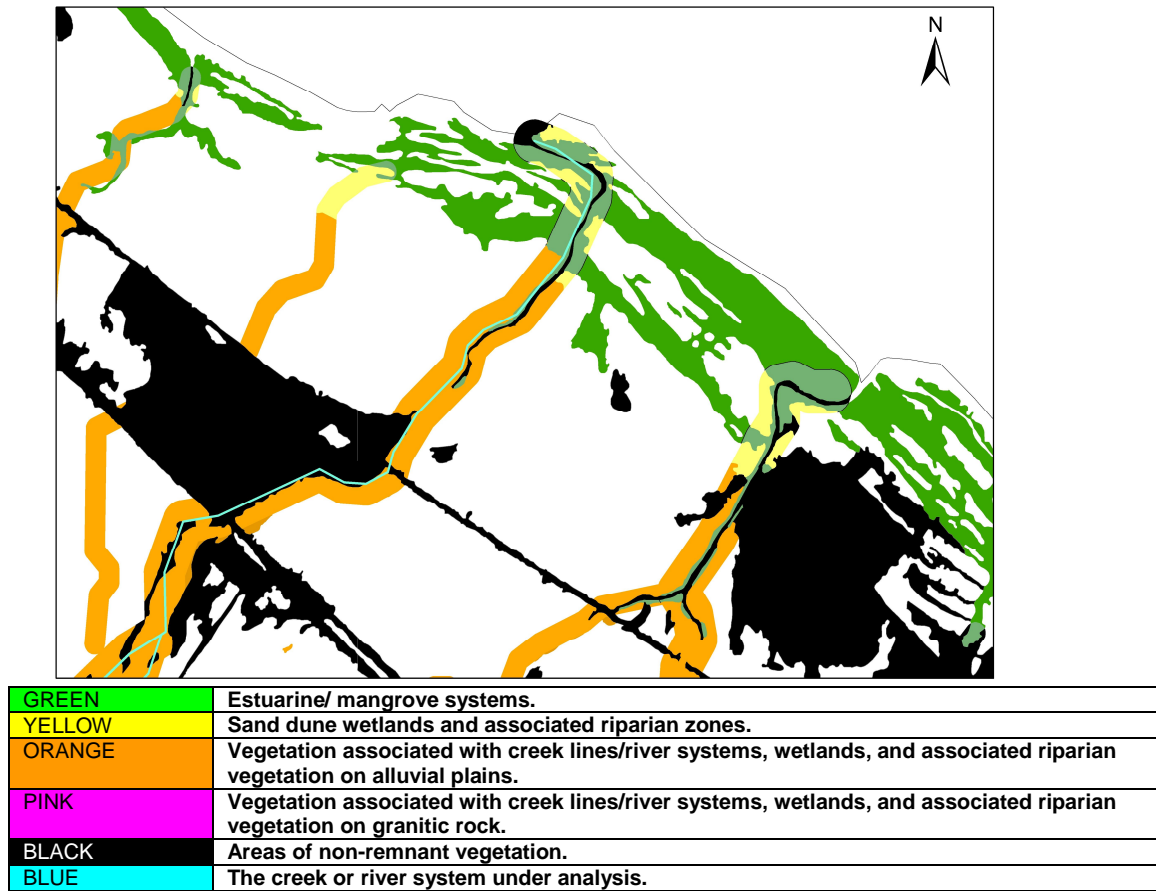 N
GREEN Estuarine/ mangrove systems.
YELLOW Sand dune wetlands and associated riparian zones.
ORANGE Vegetation associated with creek lines/river systems, wetlands, and associated riparian
vegetation on alluvial plains.
PINK Vegetation associated with creek lines/river systems, wetlands, and associated riparian
vegetation on granitic rock.
BLACK Areas of non-remnant vegetation.
BLUE The creek or river system under analysis.